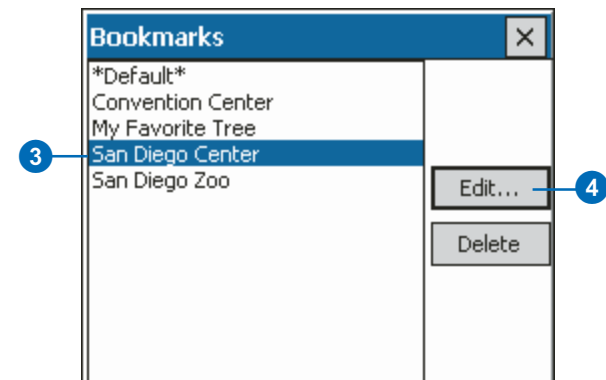 Bookmarks
*Default*
Convention Center
My Favorite Tree
3
San Diego Center
San Diego Zoo
Edit...
4
Delete